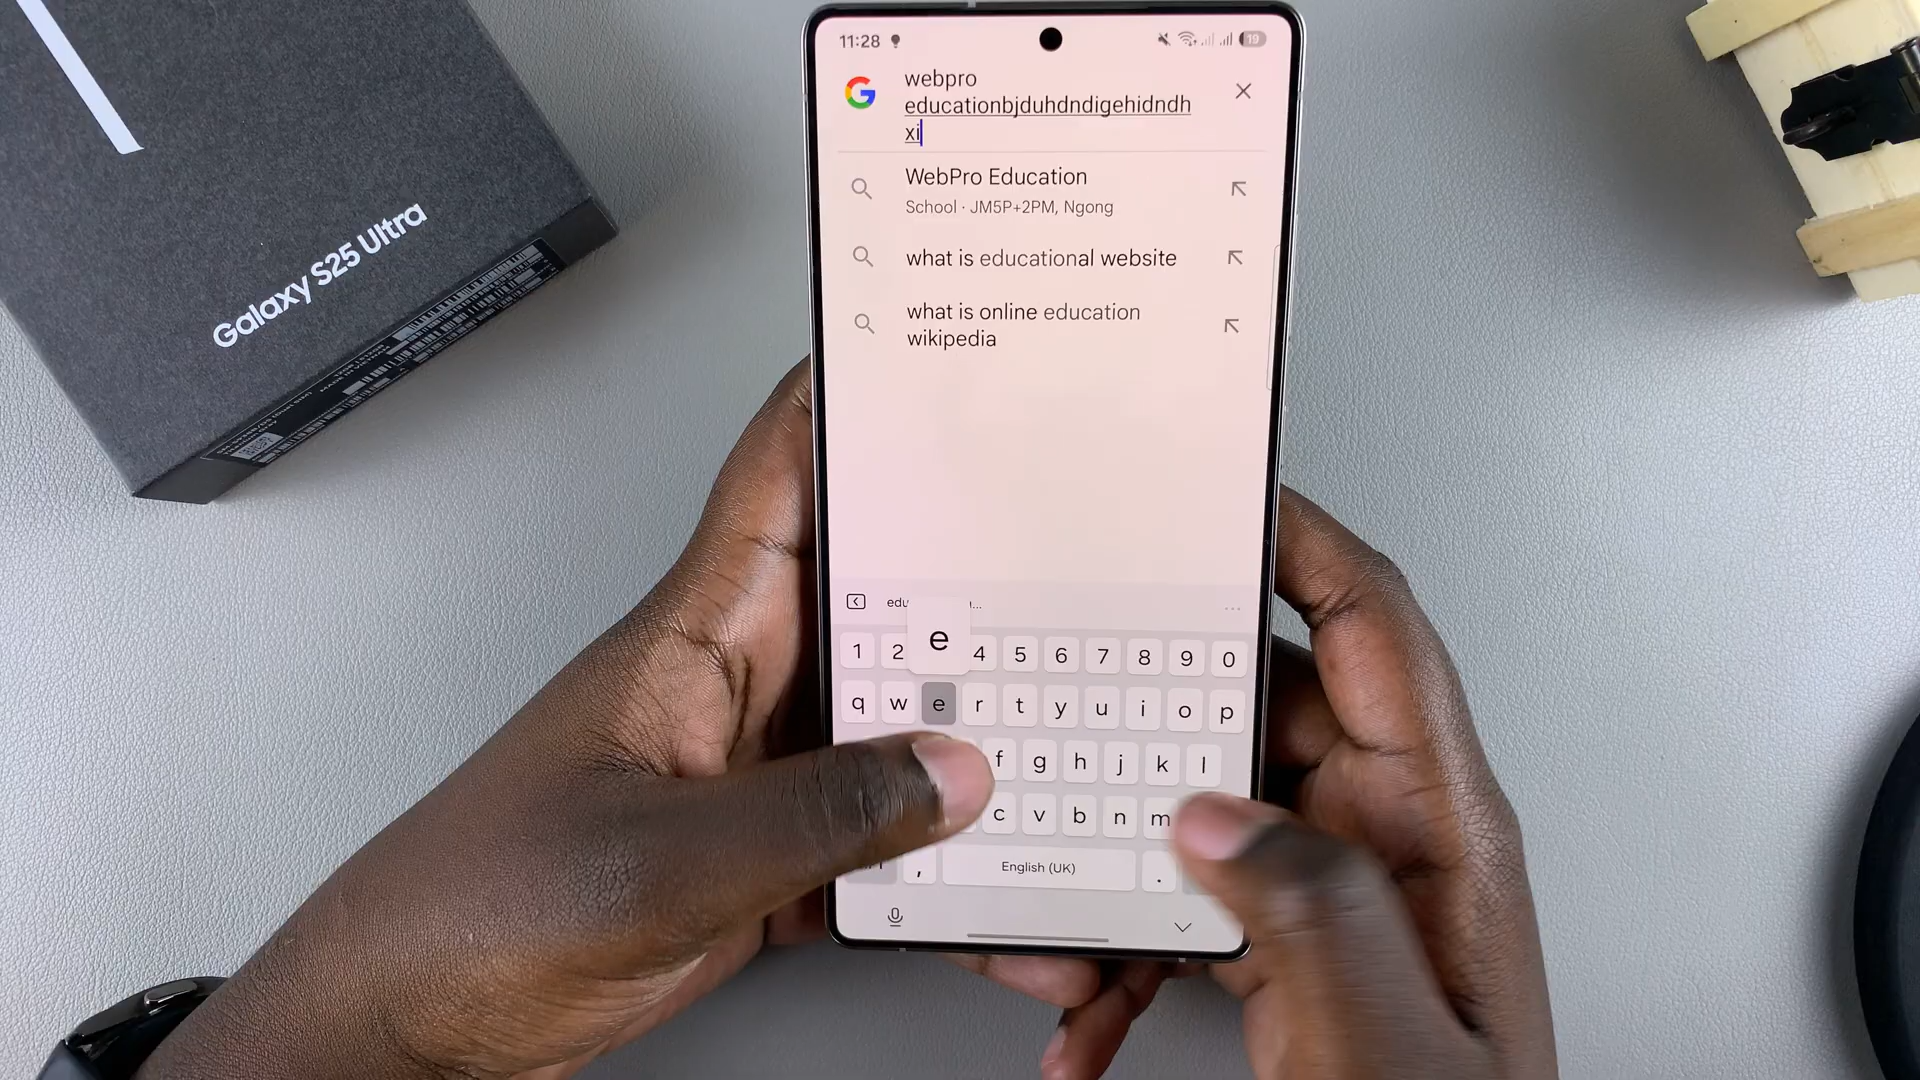 Galaxy S25 Ultra
11:28
19
webpro
educationbjduhdndigehidndh
xi
WebPro Education
School · JM5P+2PM, Ngong
what is educational website
what is online education
wikipedia
e
1 2 4 5 6 7 8 9 0
q w e r t y u i o p
f g h j k l
c v b n m
, English (UK) .